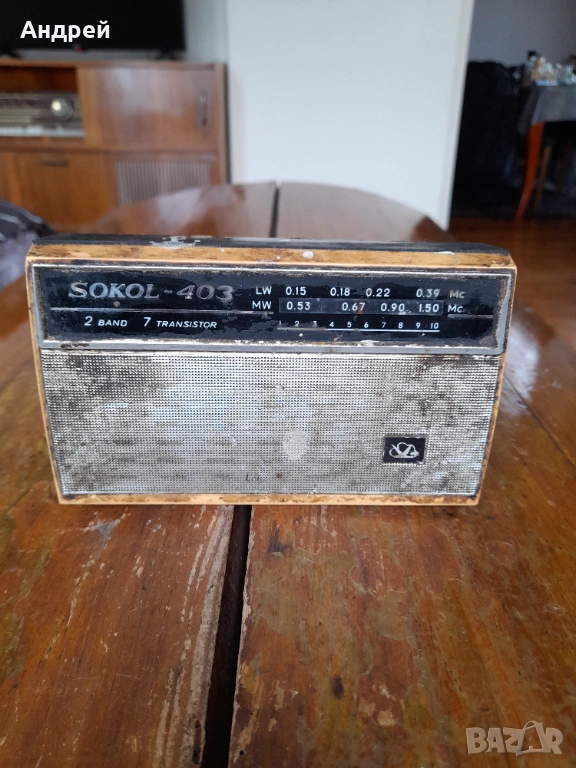 Андрей
SOKOL-403 LW 0.15 0.18 0.22 0.39 Mc
MW 0.53 0.67 0.90 1.50 Mc
2 BAND 7 TRANSISTOR 1 2 3 4 5 6 7 8 9 10
BAZAR